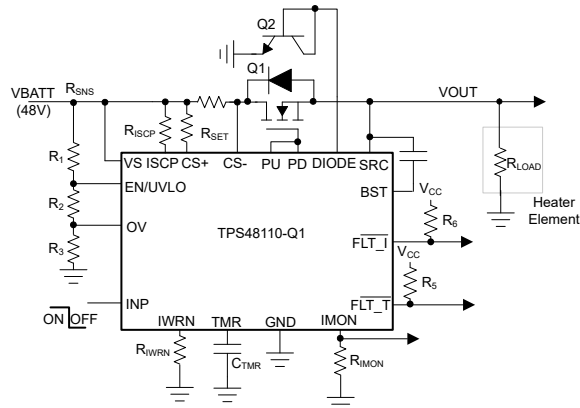 Q2
Q1
VBATT
(48V)
RSNS
VOUT
RISCP
RSET
R1
VS ISCP CS+ CS- PU PD DIODE SRC
EN/UVLO
BST
RLOAD
Heater
Element
R2
OV
TPS48110-Q1
VCC
R6
FLT_I
R3
VCC
R5
INP
FLT_T
ON OFF
IWRN TMR GND IMON
RIWRN
CTMR
RIMON